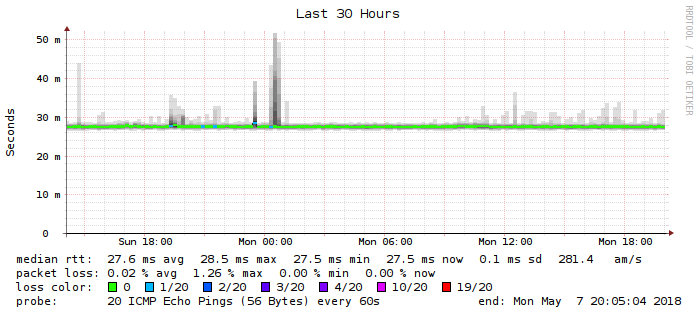 Last 30 Hours
RRDTOOL / TOBI OETIKER
Seconds
50 m
40 m
30 m
20 m
10 m
0
Sun 18:00 Mon 00:00 Mon 06:00 Mon 12:00 Mon 18:00
median rtt: 27.6 ms avg 28.5 ms max 27.5 ms min 27.5 ms now 0.1 ms sd 281.4 am/s
packet loss: 0.02 % avg 1.26 % max 0.00 % min 0.00 % now
loss color: 0 1/20 2/20 3/20 4/20 10/20 19/20
probe: 20 ICMP Echo Pings (56 Bytes) every 60s end: Mon May 7 20:05:04 2018